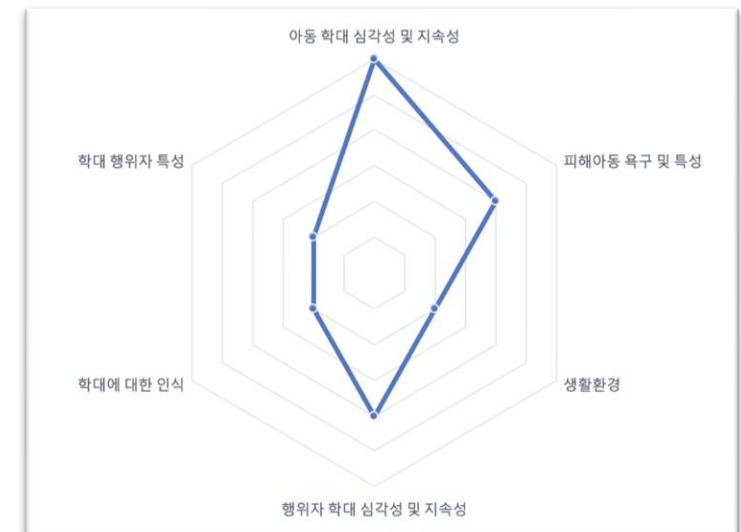 아동 학대 심각성 및 지속성
학대 행위자 특성
피해아동 욕구 및 특성
학대에 대한 인식
생활환경
행위자 학대 심각성 및 지속성